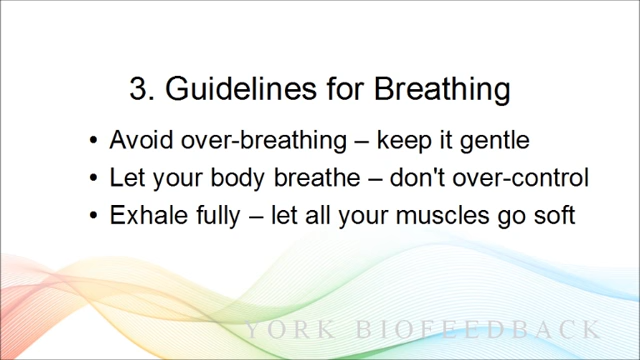 3. Guidelines for Breathing
• Avoid over-breathing – keep it gentle
• Let your body breathe – don't over-control
• Exhale fully – let all your muscles go soft
YORK BIOFEEDBACK